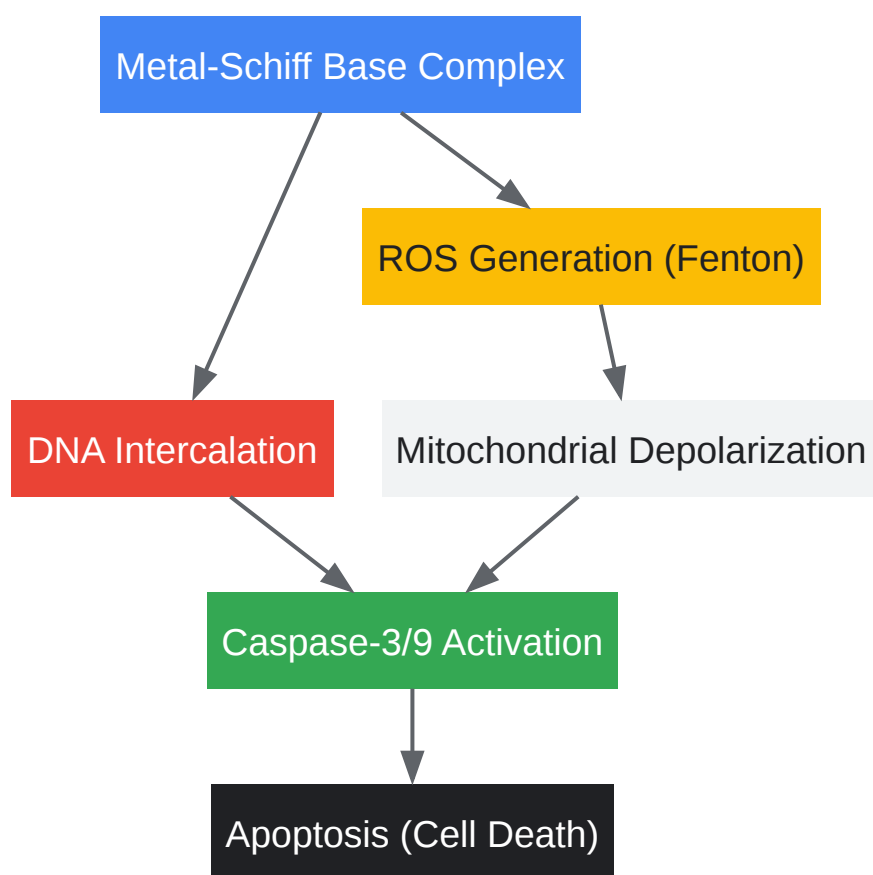 Metal-Schiff Base Complex
ROS Generation (Fenton)
DNA Intercalation
Mitochondrial Depolarization
Caspase-3/9 Activation
Apoptosis (Cell Death)